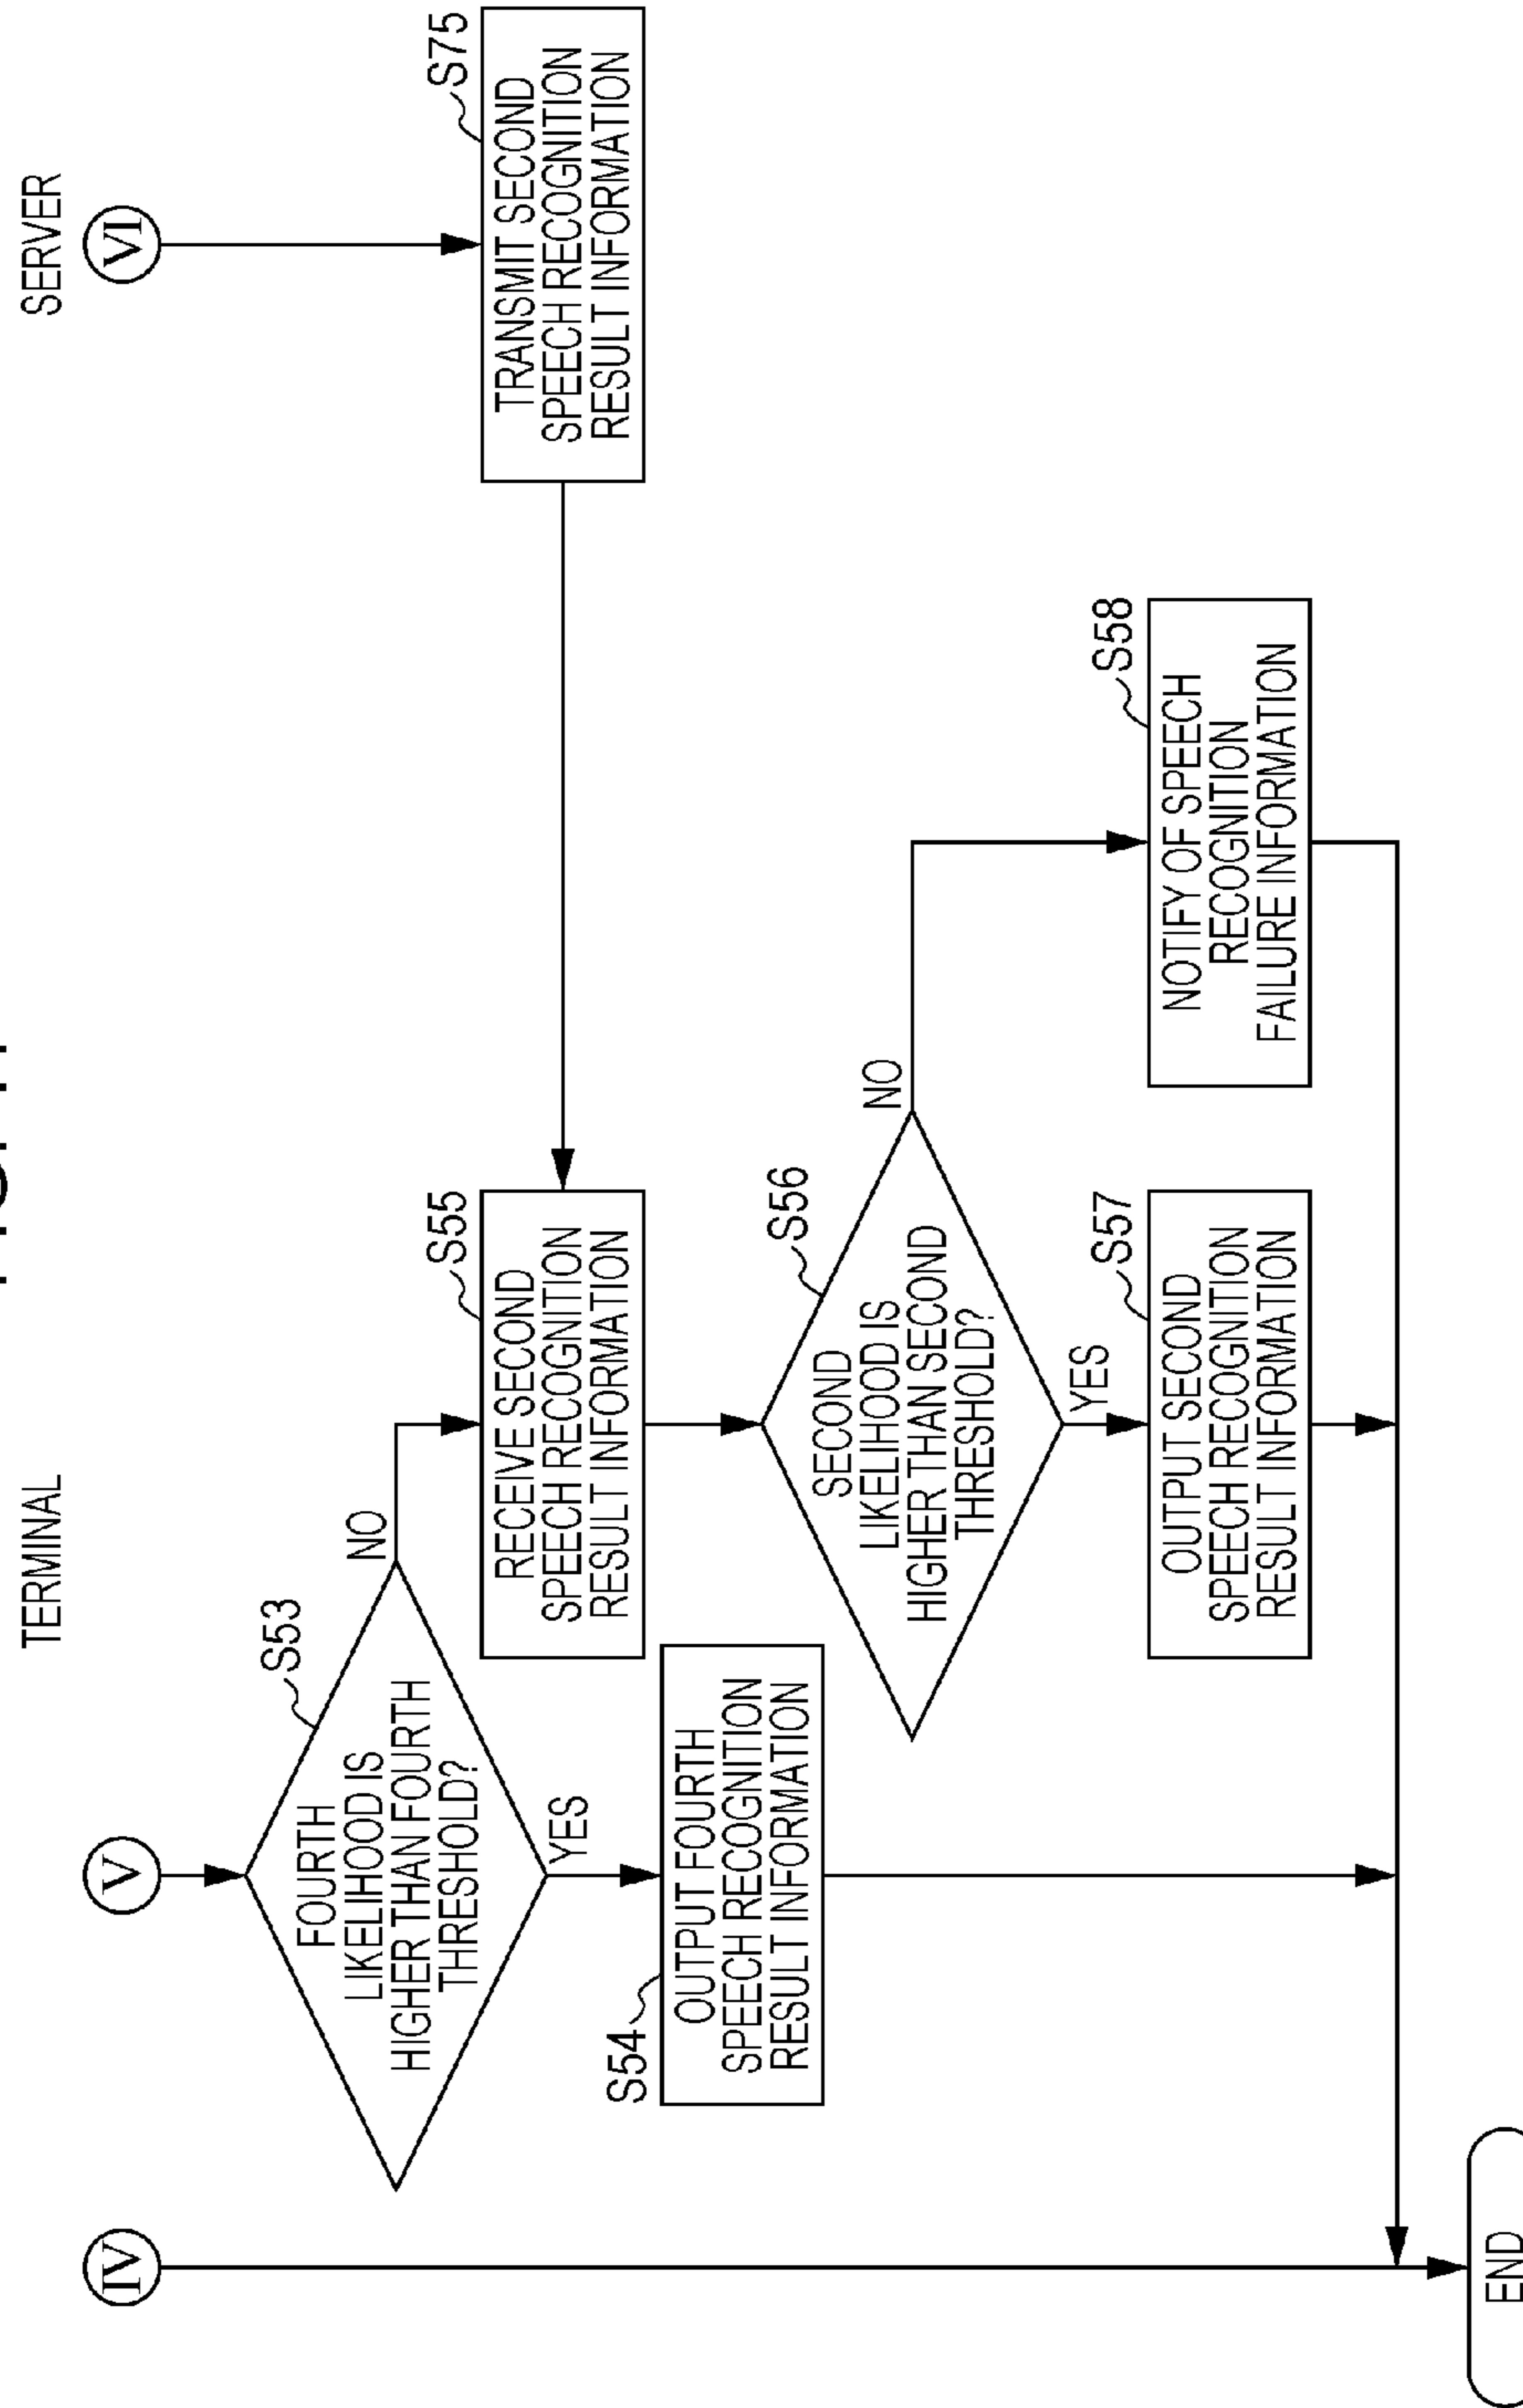 TERMINAL
SERVER
IV
V
VI
S53
FOURTH
LIKELIHOOD IS
HIGHER THAN FOURTH
THRESHOLD?
NO
YES
S54
OUTPUT FOURTH
SPEECH RECOGNITION
RESULT INFORMATION
S55
RECEIVE SECOND
SPEECH RECOGNITION
RESULT INFORMATION
S75
TRANSMIT SECOND
SPEECH RECOGNITION
RESULT INFORMATION
S56
SECOND
LIKELIHOOD IS
HIGHER THAN SECOND
THRESHOLD?
NO
YES
S57
OUTPUT SECOND
SPEECH RECOGNITION
RESULT INFORMATION
S58
NOTIFY OF SPEECH
RECOGNITION
FAILURE INFORMATION
END